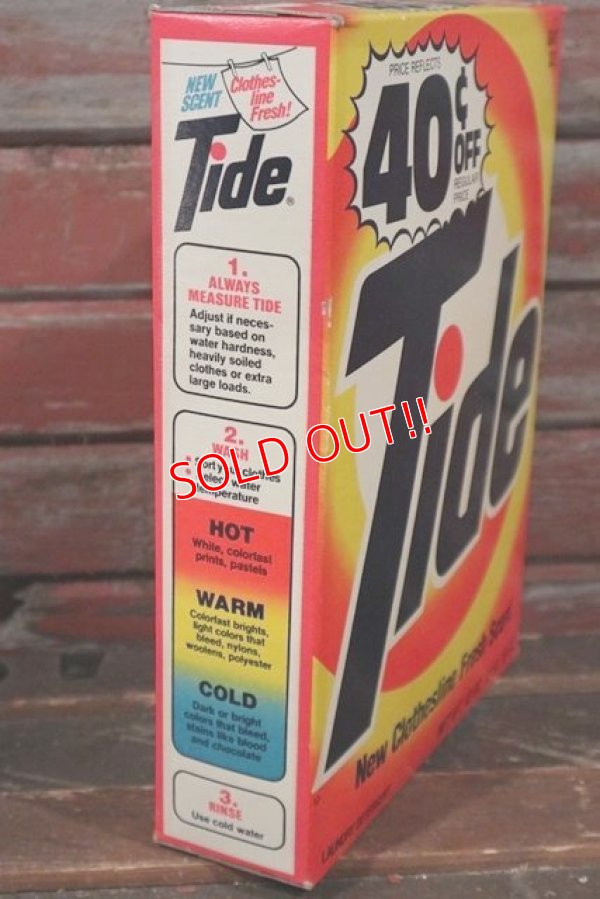 NEW
SCENT
Clothes-
line
Fresh!
Tide®
1.
ALWAYS
MEASURE TIDE
Adjust if neces-
sary based on
water hardness,
heavily soiled
clothes or extra
large loads.
2.
WASH
temperature
HOT
White, colorfast
prints, pastels
WARM
Colorfast brights,
light colors that
bleed, nylons,
woolens, polyester
COLD
Dark or bright
colors that bleed,
stains like blood
and chocolate
3.
RINSE
Use cold water
PRICE REFLECTS
40¢
OFF
REGULAR
PRICE
Tide
New Clothesline Fresh Scent
LAUNDRY DETERGENT
SOLD OUT!!